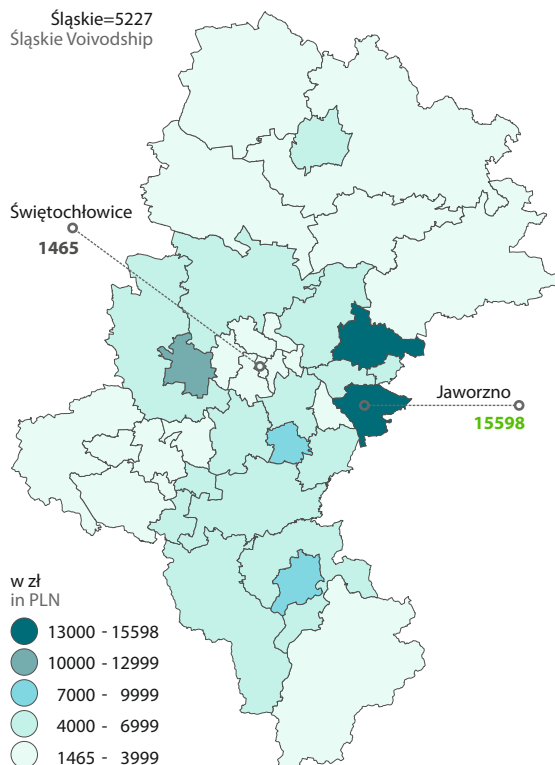 Śląskie=5227
Śląskie Voivodship
Świętochłowice
1465
Jaworzno
15598
w zł
in PLN
13000 - 15598
10000 - 12999
7000 - 9999
4000 - 6999
1465 - 3999